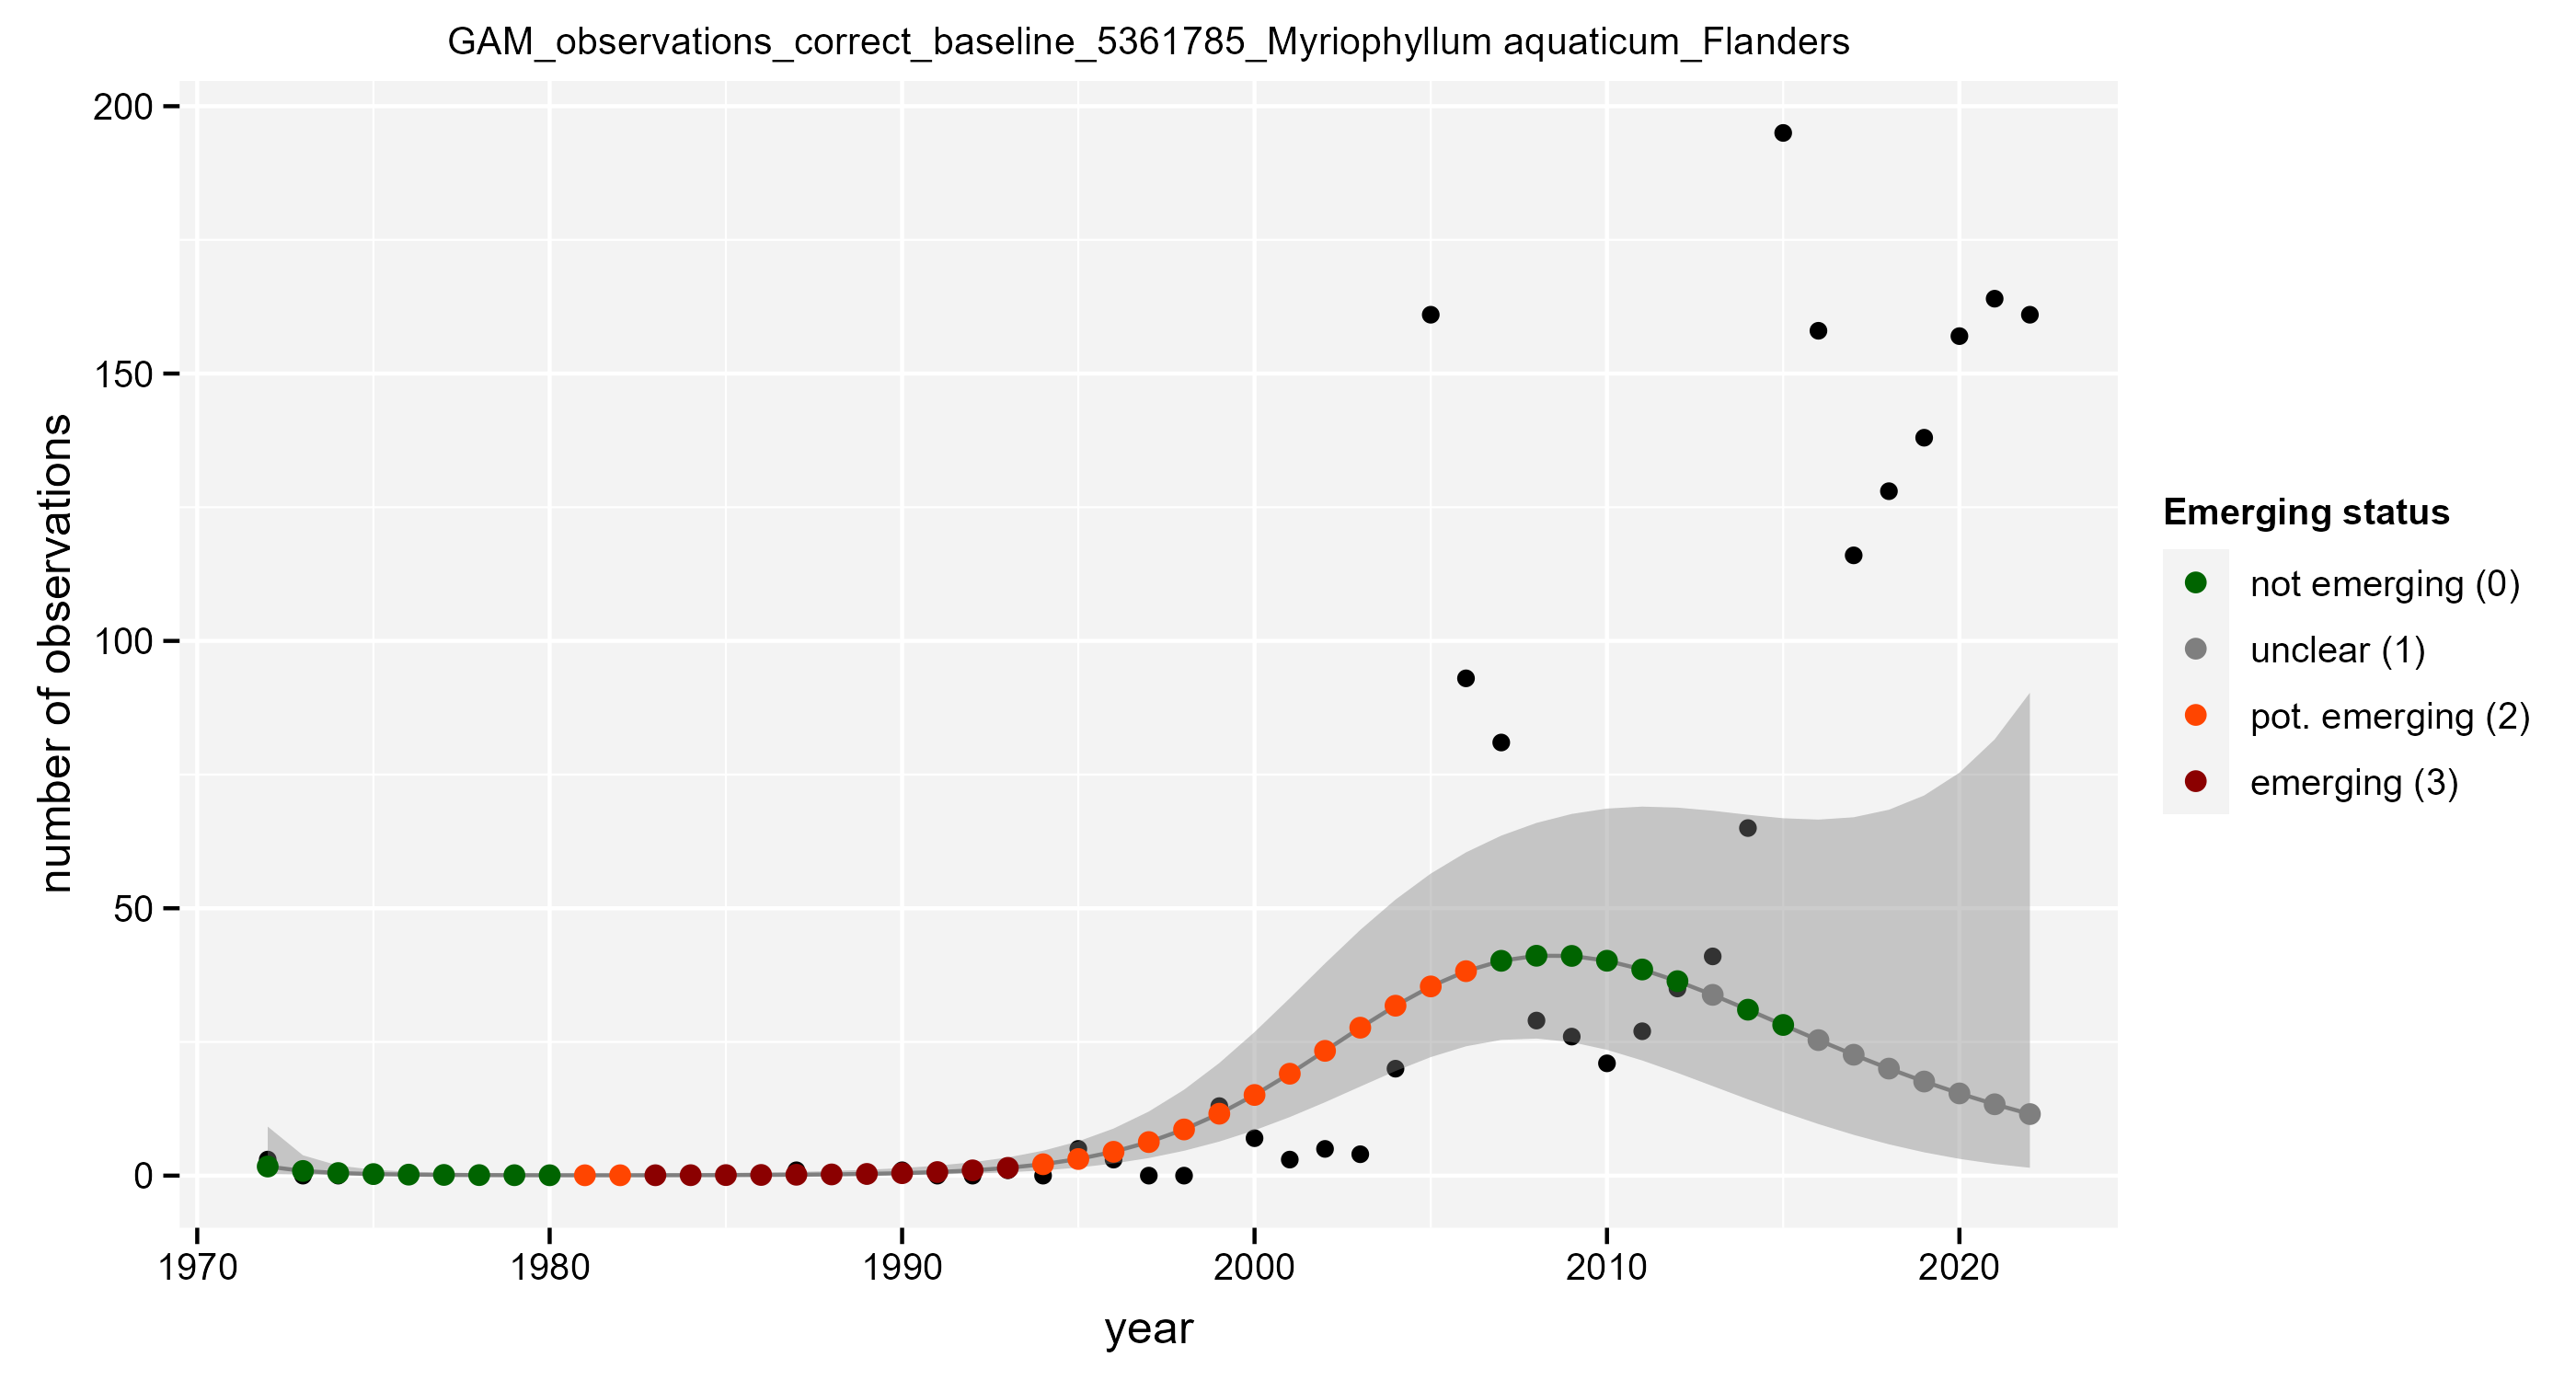 GAM_observations_correct_baseline_5361785_Myriophyllum aquaticum_Flanders
200
150
100
50
0
number of observations
1970 1980 1990 2000 2010 2020
year
Emerging status
not emerging (0)
unclear (1)
pot. emerging (2)
emerging (3)